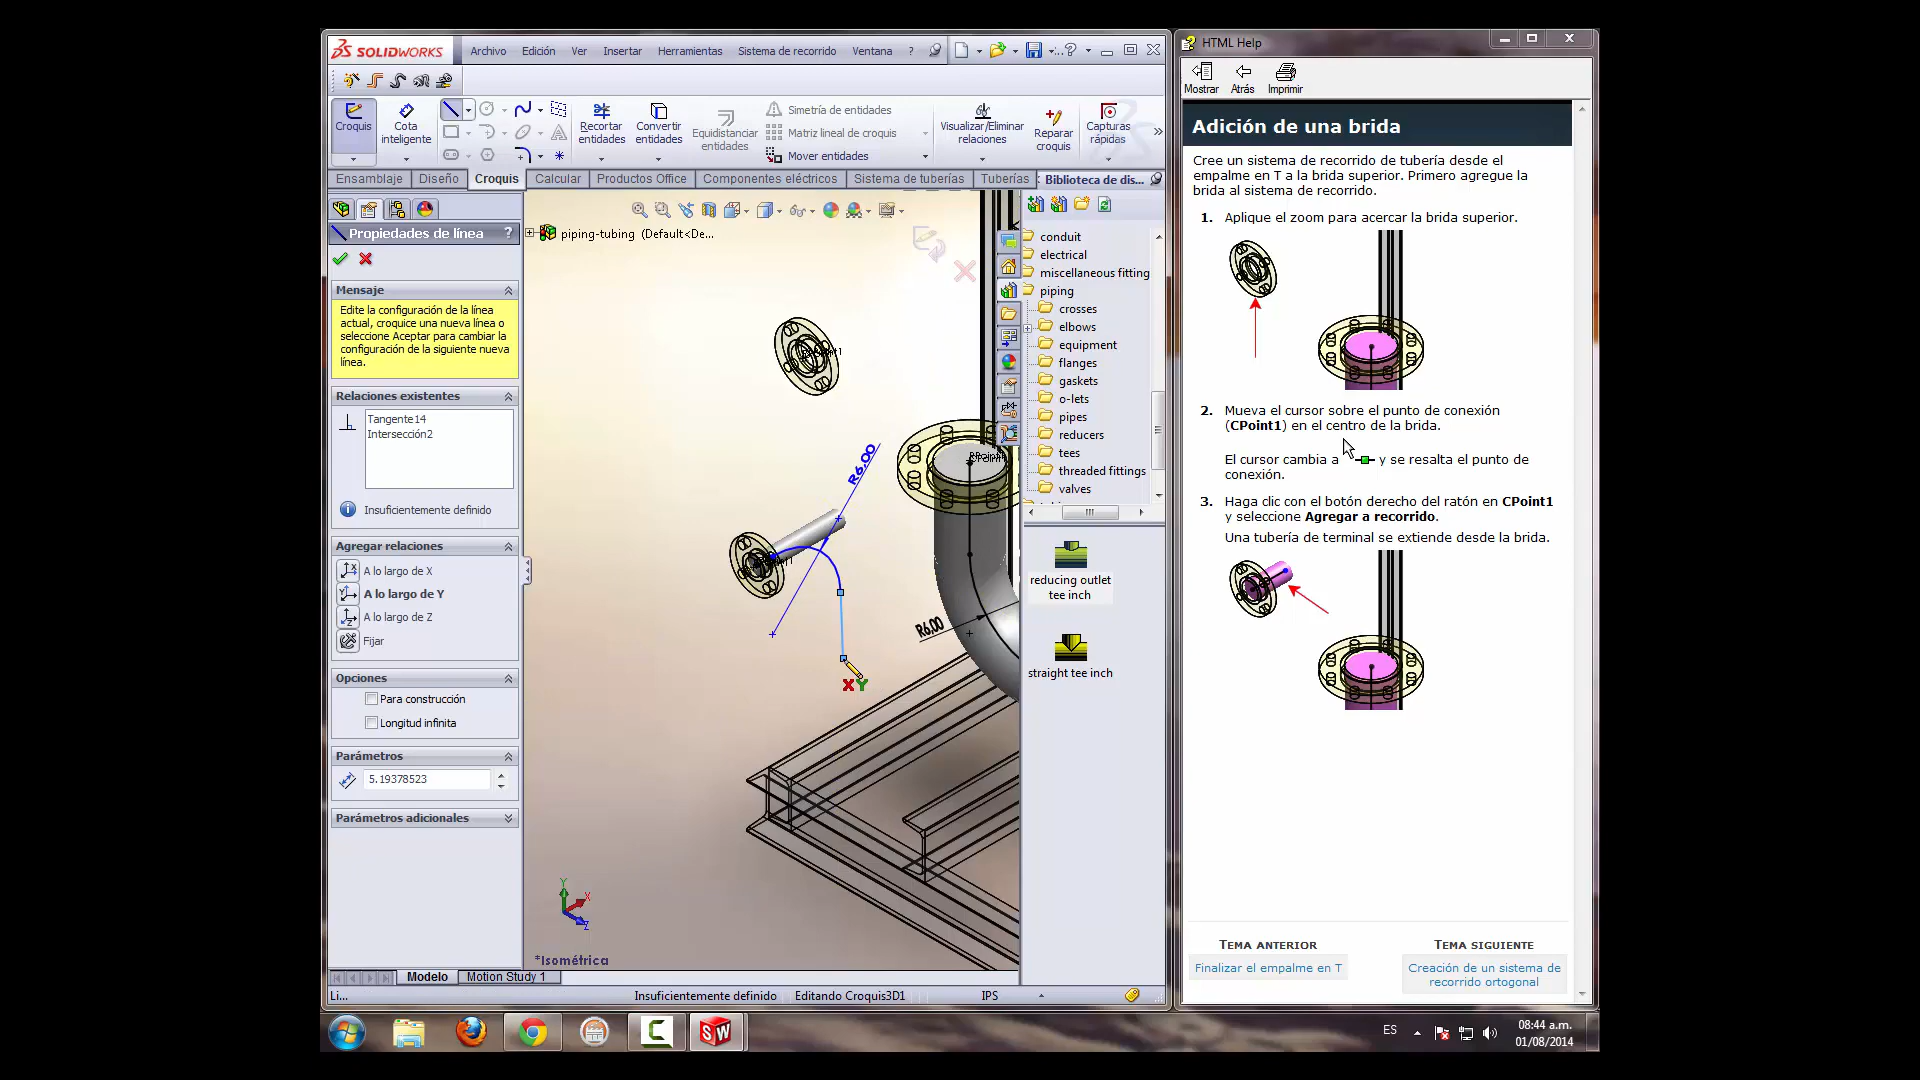 SOLIDWORKS
Archivo Edición Ver Insertar Herramientas Sistema de recorrido Ventana ?
Croquis
Cota inteligente
Recortar entidades
Convertir entidades
Equidistanciar entidades
Simetría de entidades
Matriz lineal de croquis
Mover entidades
Visualizar/Eliminar relaciones
Reparar croquis
Capturas rápidas
Ensamblaje Diseño Croquis Calcular Productos Office Componentes eléctricos Sistema de tuberías Tuberías
Biblioteca de dis...
Propiedades de línea ?
Mensaje
Edite la configuración de la línea
actual, croquice una nueva línea o
seleccione Aceptar para cambiar la
configuración de la siguiente nueva
línea.
Relaciones existentes
Tangente14
Intersección2
Insuficientemente definido
Agregar relaciones
A lo largo de X
A lo largo de Y
A lo largo de Z
Fijar
Opciones
Para construcción
Longitud infinita
Parámetros
5.19378523
Parámetros adicionales
piping-tubing (Default<De...
R6,00
R6,00
X Y
Y
X
Z
*Isométrica
conduit
electrical
miscellaneous fitting
piping
crosses
elbows
equipment
flanges
gaskets
o-lets
pipes
reducers
tees
threaded fittings
valves
reducing outlet
tee inch
straight tee inch
Modelo Motion Study 1
Li... Insuficientemente definido Editando Croquis3D1 IPS
HTML Help
Mostrar Atrás Imprimir
Adición de una brida
Cree un sistema de recorrido de tubería desde el
empalme en T a la brida superior. Primero agregue la
brida al sistema de recorrido.
1. Aplique el zoom para acercar la brida superior.
2. Mueva el cursor sobre el punto de conexión
(CPoint1) en el centro de la brida.
El cursor cambia a y se resalta el punto de
conexión.
3. Haga clic con el botón derecho del ratón en CPoint1
y seleccione Agregar a recorrido.
Una tubería de terminal se extiende desde la brida.
TEMA ANTERIOR
Finalizar el empalme en T
TEMA SIGUIENTE
Creación de un sistema de
recorrido ortogonal
SW
ES
08:44 a.m.
01/08/2014